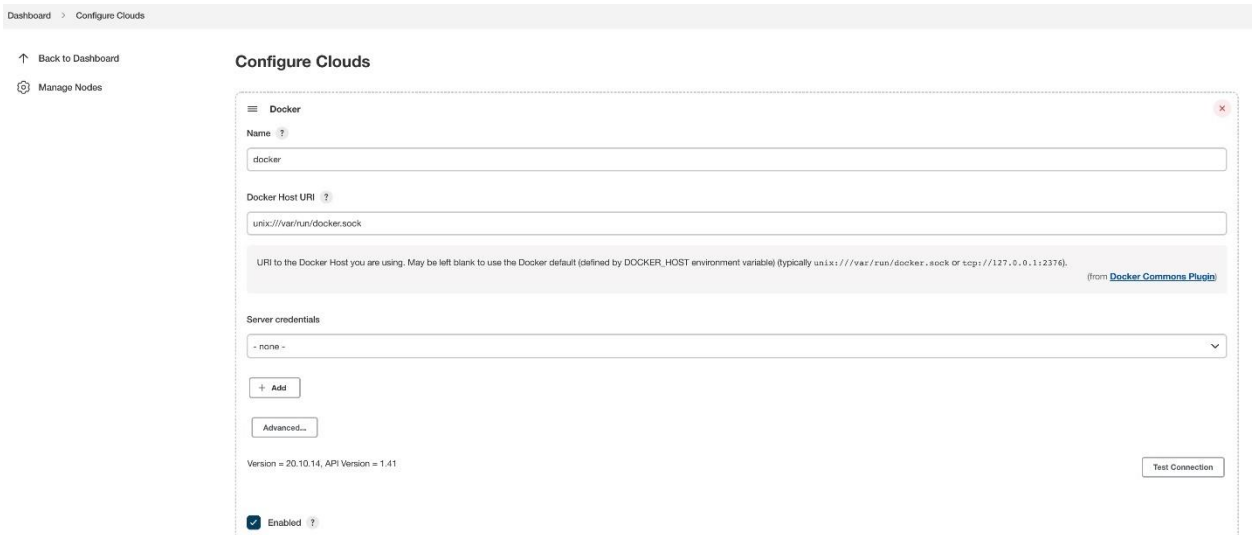 Dashboard > Configure Clouds
Back to Dashboard
Manage Nodes
Configure Clouds
Docker
Name ?
docker
Docker Host URI ?
unix:///var/run/docker.sock
URI to the Docker Host you are using. May be left blank to use the Docker default (defined by DOCKER_HOST environment variable) (typically unix:///var/run/docker.sock or tcp://127.0.0.1:2376).
(from Docker Commons Plugin)
Server credentials
- none -
+ Add
Advanced...
Version = 20.10.14, API Version = 1.41
Test Connection
Enabled ?